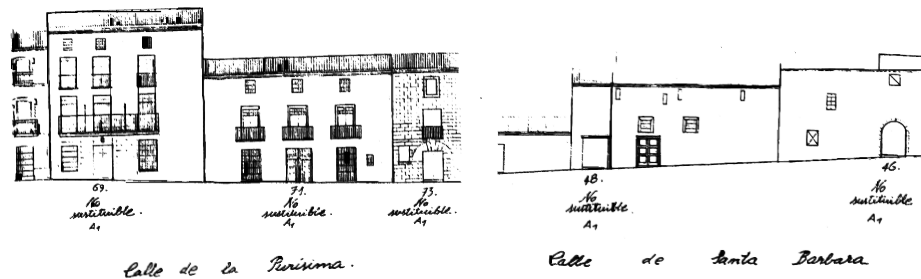 69.
No
sustituible.
A1
71.
No
sustituible.
A1
73.
No
sustituible.
A1
Calle de la Purisima.
48.
No
sustituible.
A1
46.
No
sustituible.
A1
Calle de Santa Barbara